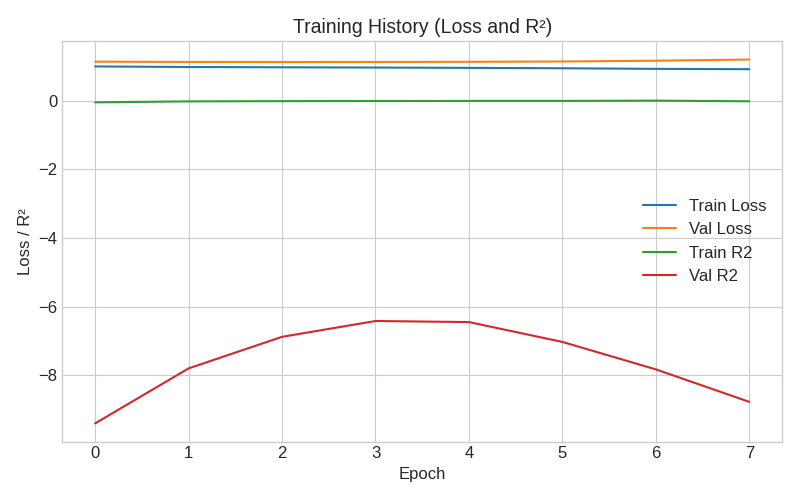 Training History (Loss and R²)
Loss / R²
0
−2
−4
−6
−8
Train Loss
Val Loss
Train R2
Val R2
0 1 2 3 4 5 6 7
Epoch